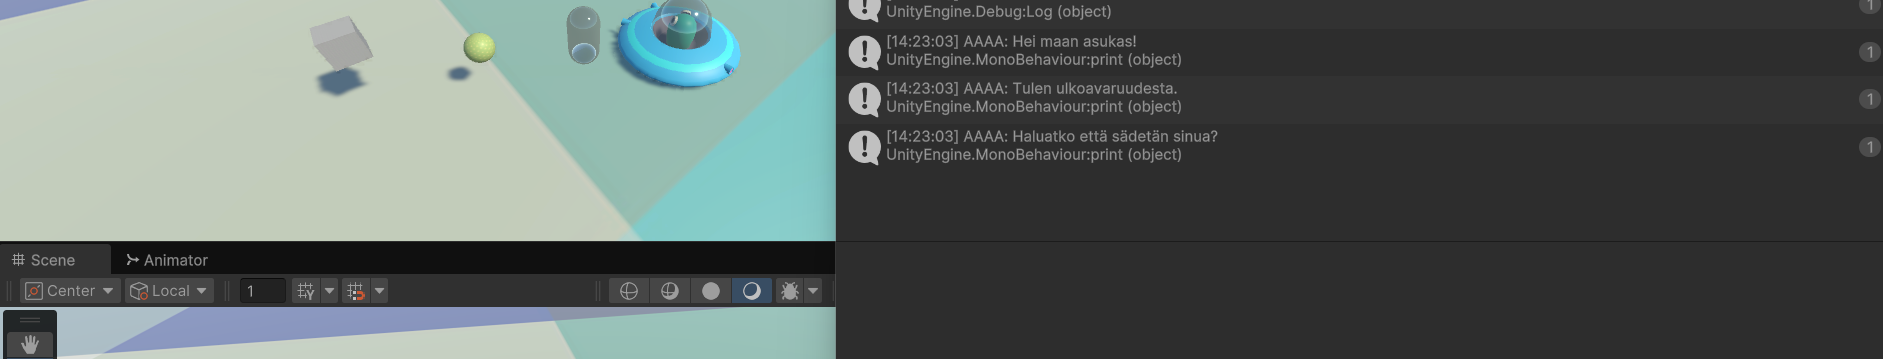 UnityEngine.Debug:Log (object)
1
[14:23:03] AAAA: Hei maan asukas!
UnityEngine.MonoBehaviour:print (object)
1
[14:23:03] AAAA: Tulen ulkoavaruudesta.
UnityEngine.MonoBehaviour:print (object)
1
[14:23:03] AAAA: Haluatko että sädetän sinua?
UnityEngine.MonoBehaviour:print (object)
1
Scene
Animator
Center
Local
1